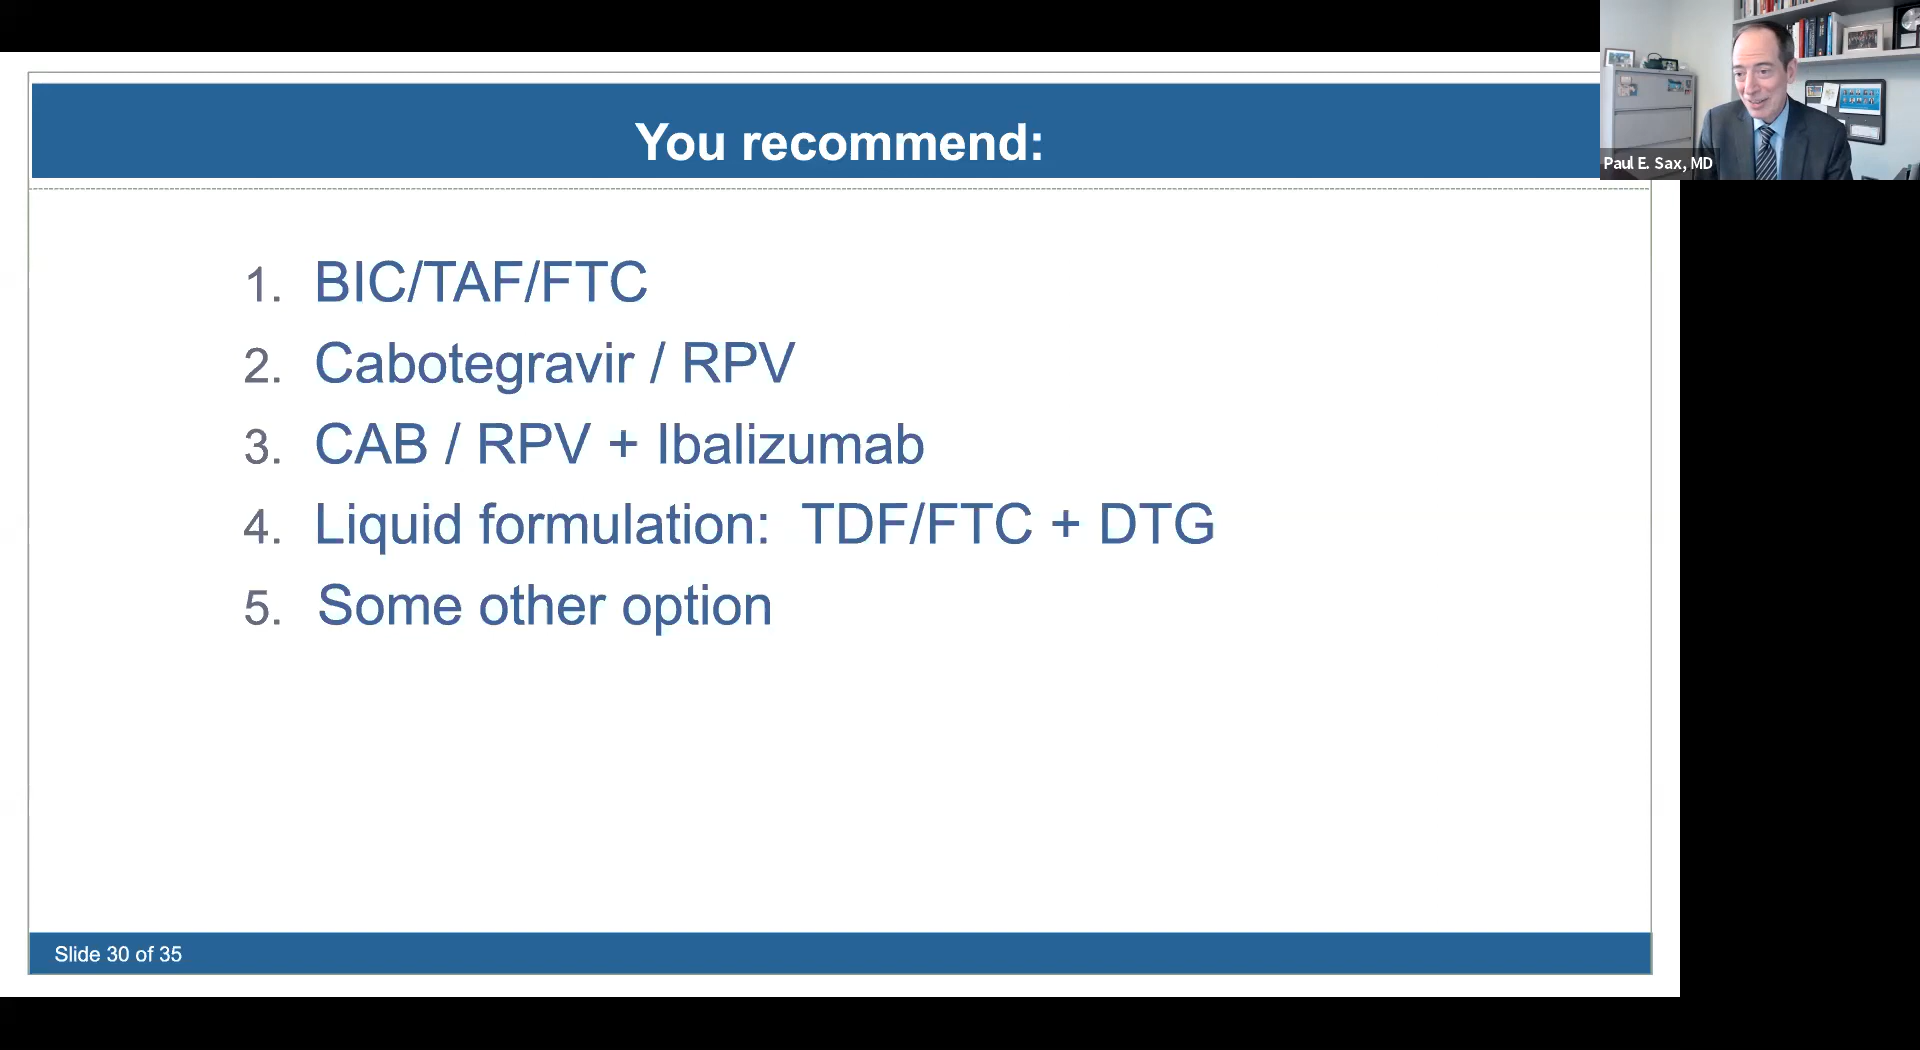 You recommend:
Paul E. Sax, MD
1. BIC/TAF/FTC
2. Cabotegravir / RPV
3. CAB / RPV + Ibalizumab
4. Liquid formulation: TDF/FTC + DTG
5. Some other option
Slide 30 of 35